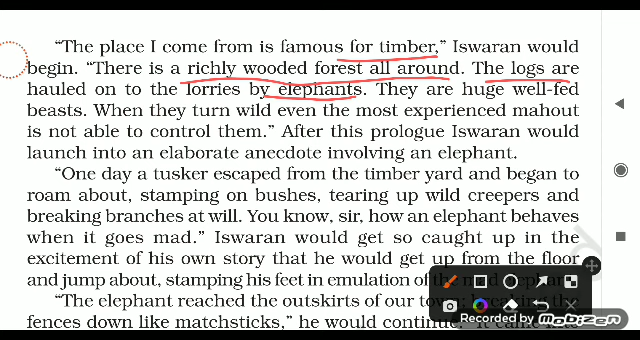 “The place I come from is famous for timber,” Iswaran would
begin. “There is a richly wooded forest all around. The logs are
hauled on to the lorries by elephants. They are huge well-fed
beasts. When they turn wild even the most experienced mahout
is not able to control them.” After this prologue Iswaran would
launch into an elaborate anecdote involving an elephant.
“One day a tusker escaped from the timber yard and began to
roam about, stamping on bushes, tearing up wild creepers and
breaking branches at will. You know, sir, how an elephant behaves
when it goes mad.” Iswaran would get so caught up in the
excitement of his own story that he would get up from the floor
and jump about, stamping his feet in emulation of the mad
“The elephant reached the outskirts of our
fences down like matchsticks,” he would continue.
Recorded by mobizen